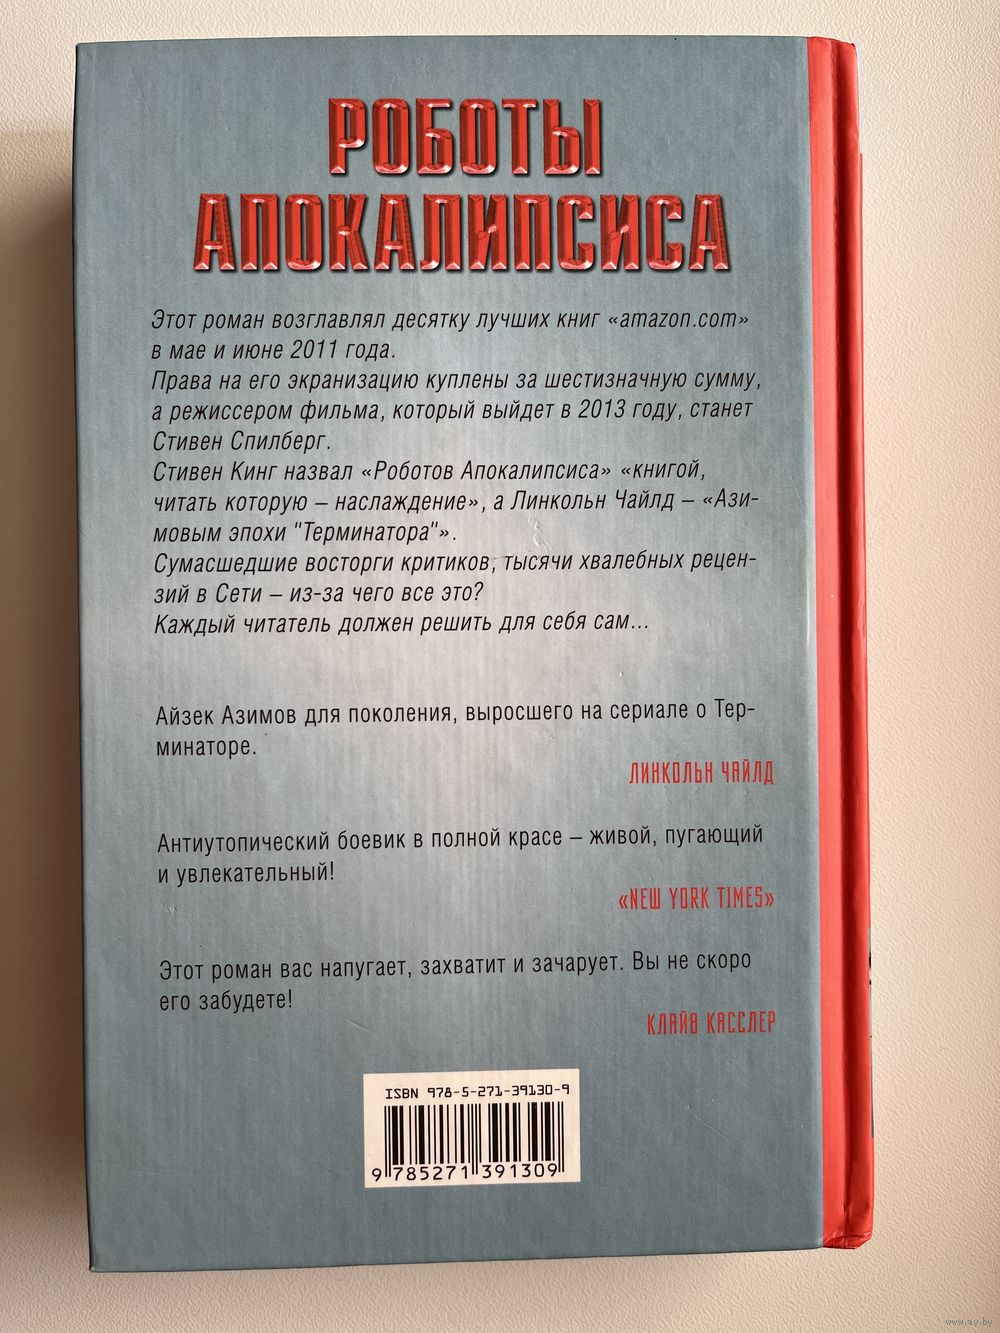 РОБОТЫ
АПОКАЛИПСИСА
Этот роман возглавлял десятку лучших книг «amazon.com»
в мае и июне 2011 года.
Права на его экранизацию куплены за шестизначную сумму,
а режиссером фильма, который выйдет в 2013 году, станет
Стивен Спилберг.
Стивен Кинг назвал «Роботов Апокалипсиса» «книгой,
читать которую – наслаждение», а Линкольн Чайлд – «Ази-
мовым эпохи "Терминатора"».
Сумасшедшие восторги критиков, тысячи хвалебных рецен-
зий в Сети – из-за чего все это?
Каждый читатель должен решить для себя сам...
Айзек Азимов для поколения, выросшего на сериале о Тер-
минаторе.
ЛИНКОЛЬН ЧАЙЛД
Антиутопический боевик в полной красе – живой, пугающий
и увлекательный!
«NEW YORK TIMES»
Этот роман вас напугает, захватит и зачарует. Вы не скоро
его забудете!
КЛАЙВ КАССЛЕР
ISBN 978-5-271-39130-9
9 785271 391309
www.ay.by